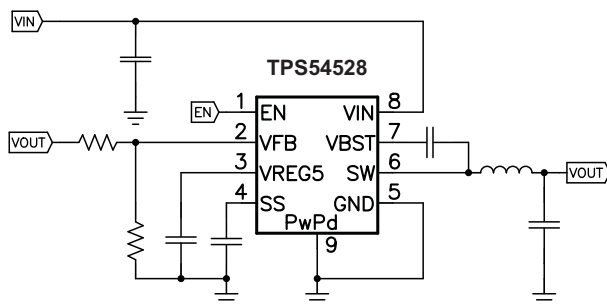 VIN
TPS54528
EN
1 EN VIN 8
VOUT
2 VFB VBST 7
3 VREG5 SW 6
VOUT
4 SS GND 5
PwPd
9